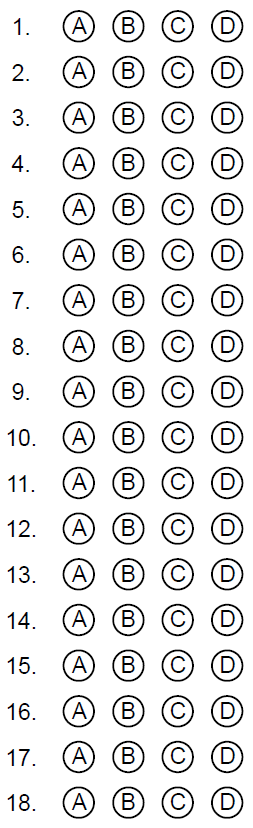 1. A B C D
2. A B C D
3. A B C D
4. A B C D
5. A B C D
6. A B C D
7. A B C D
8. A B C D
9. A B C D
10. A B C D
11. A B C D
12. A B C D
13. A B C D
14. A B C D
15. A B C D
16. A B C D
17. A B C D
18. A B C D